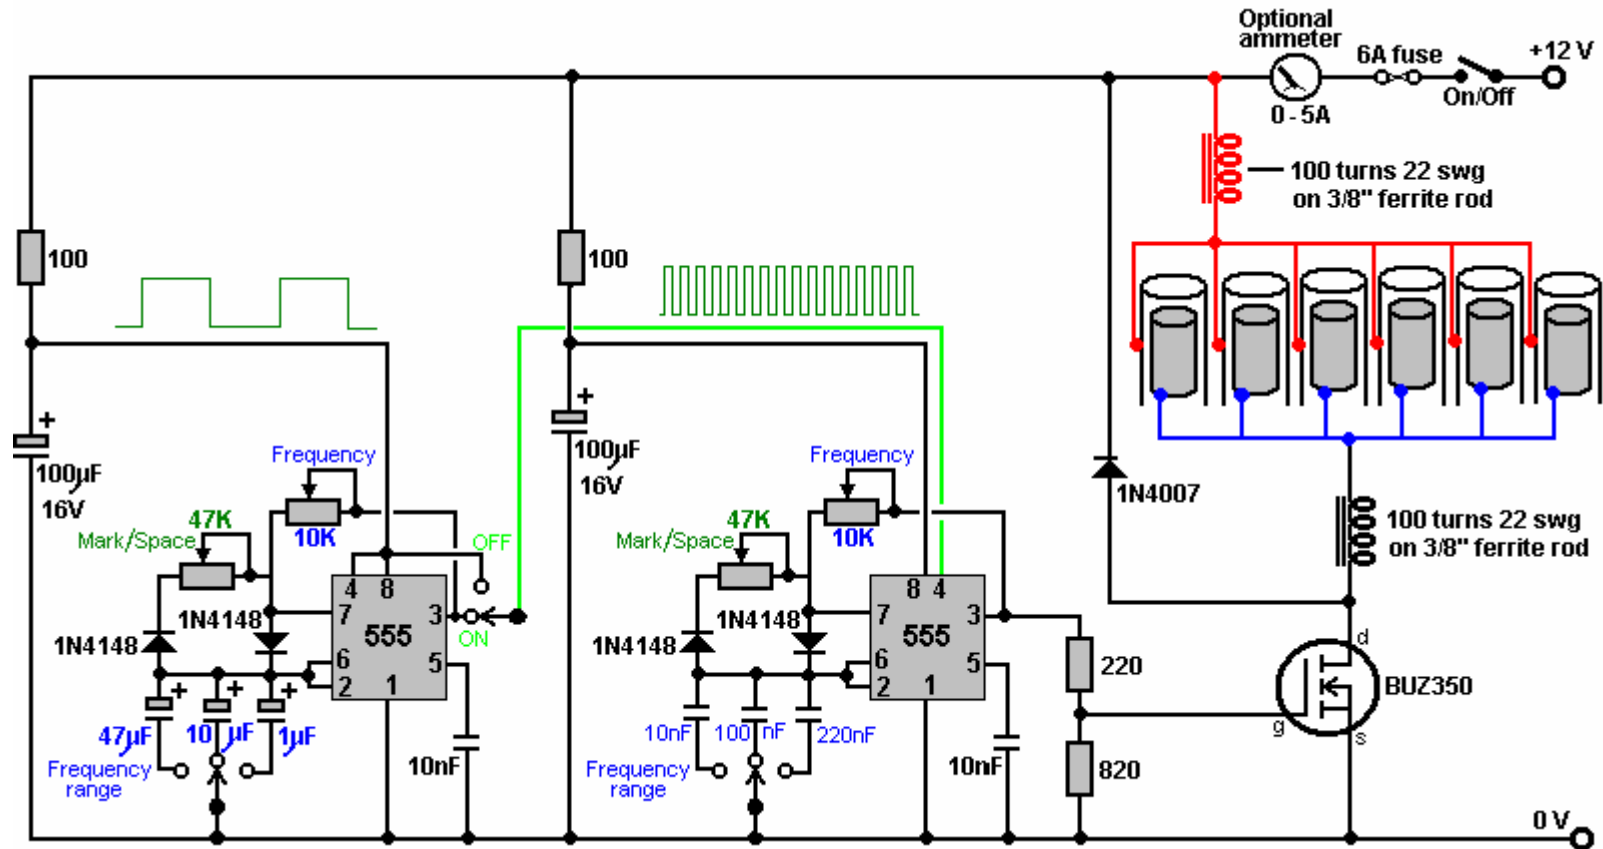 Optional
ammeter
6A fuse
+12 V
On/Off
0 - 5A
100 turns 22 swg
on 3/8" ferrite rod
100
100
+
100µF
16V
+
100µF
16V
Frequency
47K
Mark/Space
10K
OFF
ON
1N4148
1N4148
4
8
7
3
555
6
5
2
1
+
+
+
47µF
10 µF
1µF
Frequency
range
10nF
Frequency
47K
Mark/Space
10K
1N4148
1N4148
8
4
7
3
555
6
5
2
1
10nF
100 nF
220nF
Frequency
range
10nF
220
820
1N4007
100 turns 22 swg
on 3/8" ferrite rod
d
BUZ350
g
s
0 V